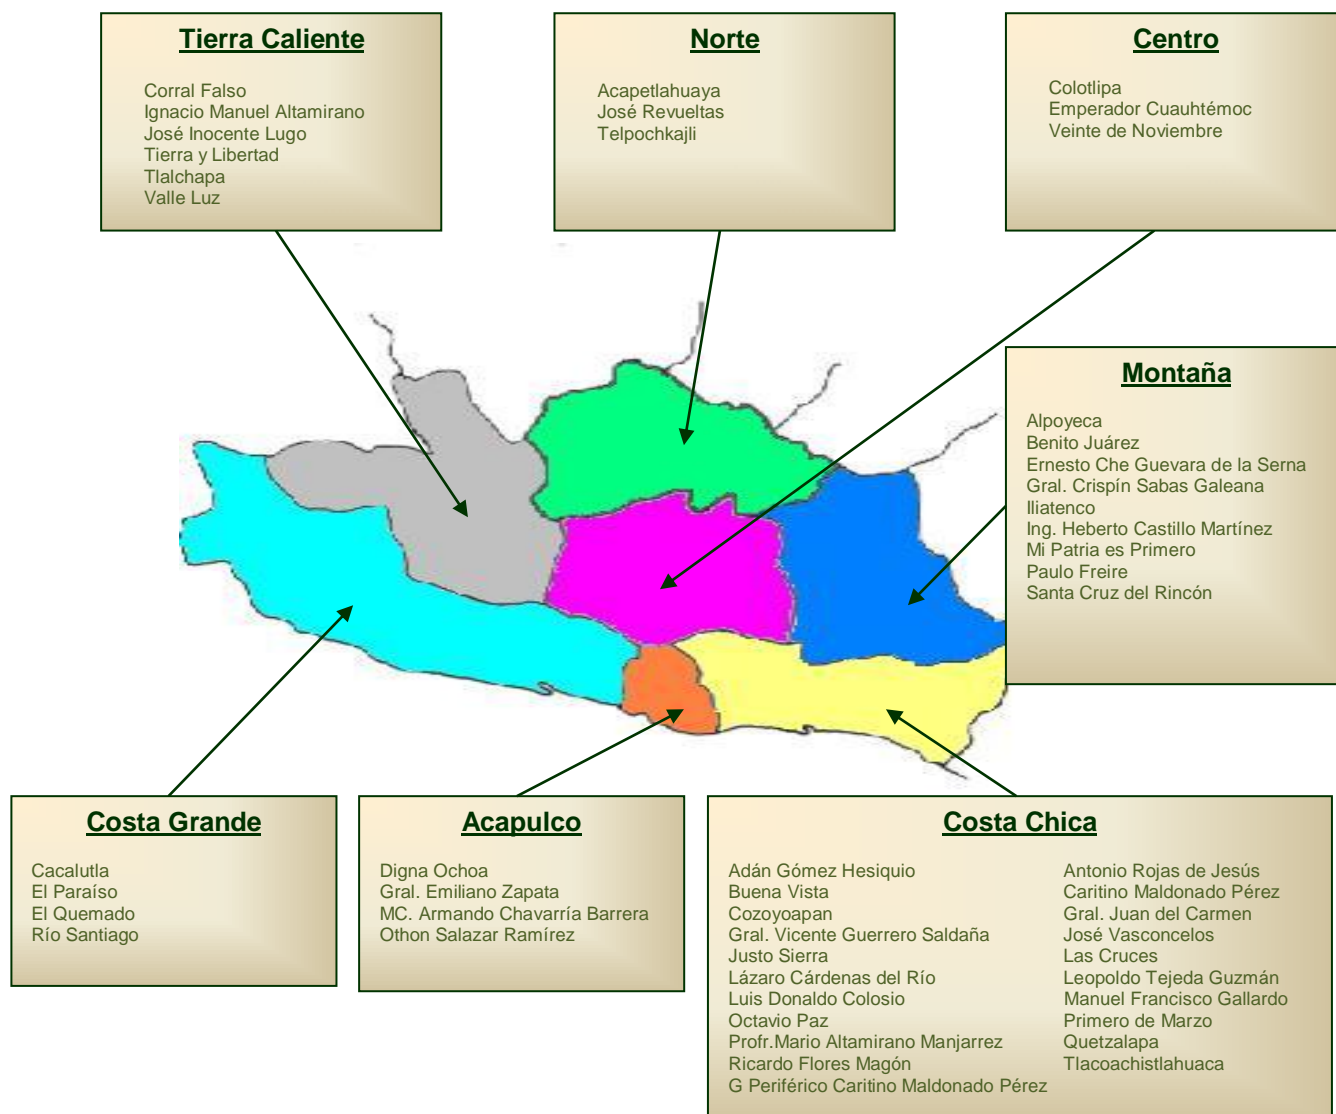 Tierra Caliente
Corral Falso
Ignacio Manuel Altamirano
José Inocente Lugo
Tierra y Libertad
Tlalchapa
Valle Luz
Norte
Acapetlahuaya
José Revueltas
Telpochkajli
Centro
Colotlipa
Emperador Cuauhtémoc
Veinte de Noviembre
Montaña
Alpoyeca
Benito Juárez
Ernesto Che Guevara de la Serna
Gral. Crispín Sabas Galeana
Iliatenco
Ing. Heberto Castillo Martínez
Mi Patria es Primero
Paulo Freire
Santa Cruz del Rincón
Costa Grande
Cacalutla
El Paraíso
El Quemado
Río Santiago
Acapulco
Digna Ochoa
Gral. Emiliano Zapata
MC. Armando Chavarría Barrera
Othon Salazar Ramírez
Costa Chica
Adán Gómez Hesiquio
Buena Vista
Cozoyoapan
Gral. Vicente Guerrero Saldaña
Justo Sierra
Lázaro Cárdenas del Río
Luis Donaldo Colosio
Octavio Paz
Profr.Mario Altamirano Manjarrez
Ricardo Flores Magón
G Periférico Caritino Maldonado Pérez
Antonio Rojas de Jesús
Caritino Maldonado Pérez
Gral. Juan del Carmen
José Vasconcelos
Las Cruces
Leopoldo Tejeda Guzmán
Manuel Francisco Gallardo
Primero de Marzo
Quetzalapa
Tlacoachistlahuaca